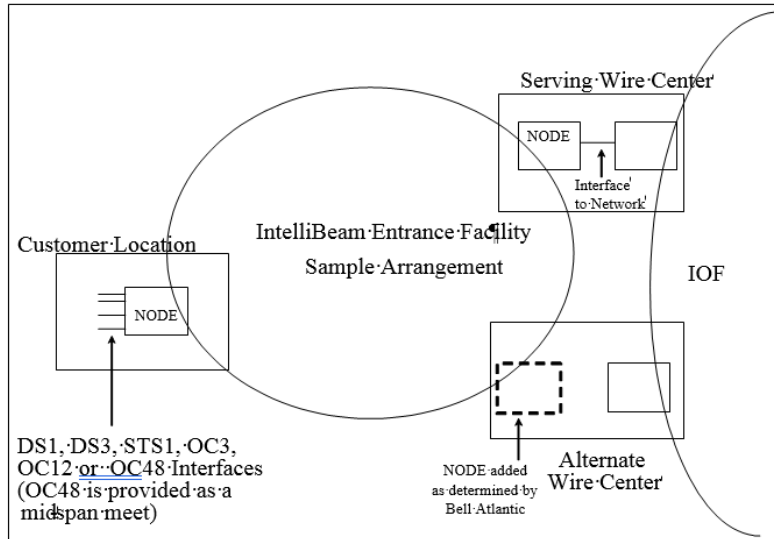 Serving Wire Center
NODE
Interface
to Network
IntelliBeam Entrance Facility
Sample Arrangement
Customer Location
IOF
NODE
DS1, DS3, STS1, OC3,
OC12 or OC48 Interfaces
(OC48 is provided as a
midspan meet)
NODE added
as determined by
Bell Atlantic
Alternate
Wire Center